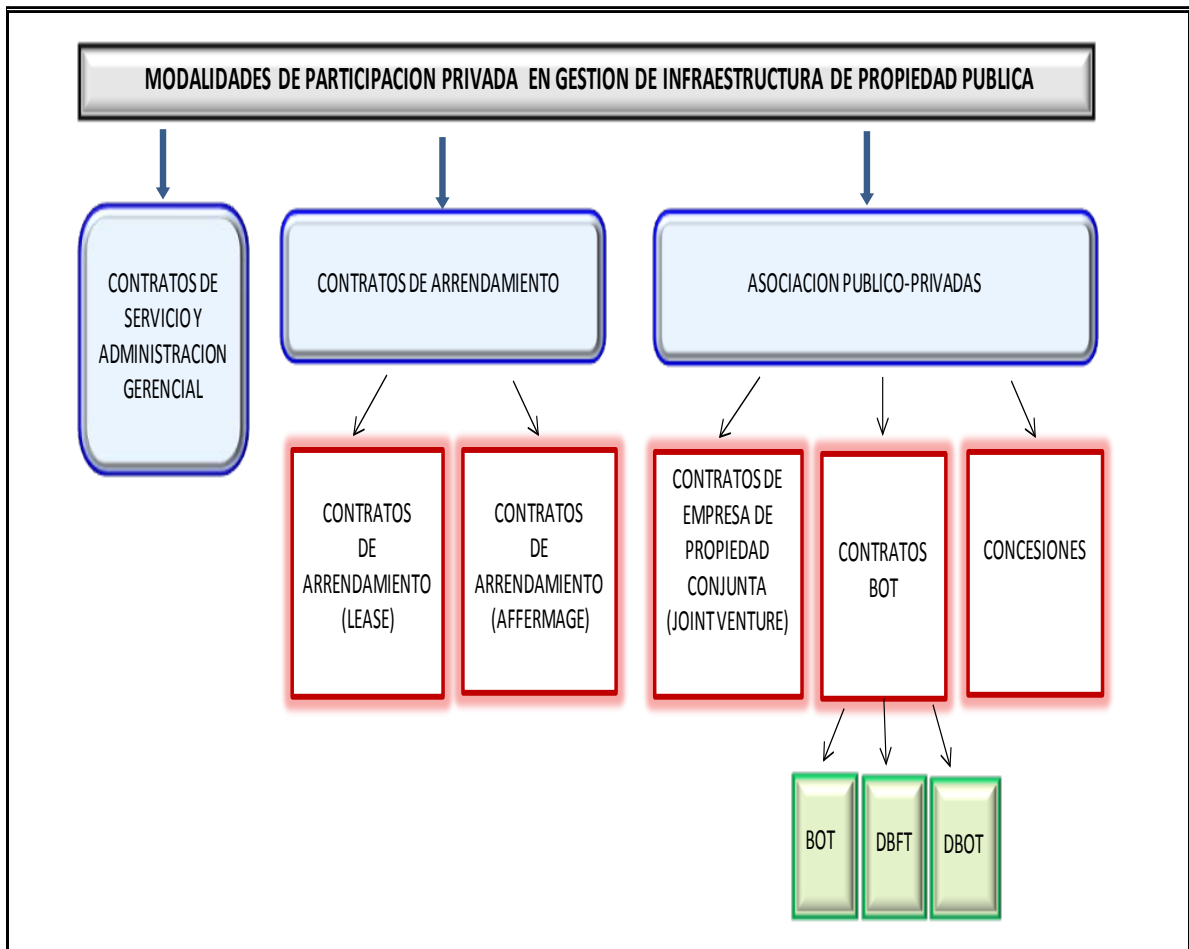 MODALIDADES DE PARTICIPACION PRIVADA EN GESTION DE INFRAESTRUCTURA DE PROPIEDAD PUBLICA
CONTRATOS DE
SERVICIO Y
ADMINISTRACION
GERENCIAL
CONTRATOS DE ARRENDAMIENTO
ASOCIACION PUBLICO-PRIVADAS
CONTRATOS
DE
ARRENDAMIENTO
(LEASE)
CONTRATOS
DE
ARRENDAMIENTO
(AFFERMAGE)
CONTRATOS DE
EMPRESA DE
PROPIEDAD
CONJUNTA
(JOINT VENTURE)
CONTRATOS
BOT
CONCESIONES
BOT
DBFT
DBOT